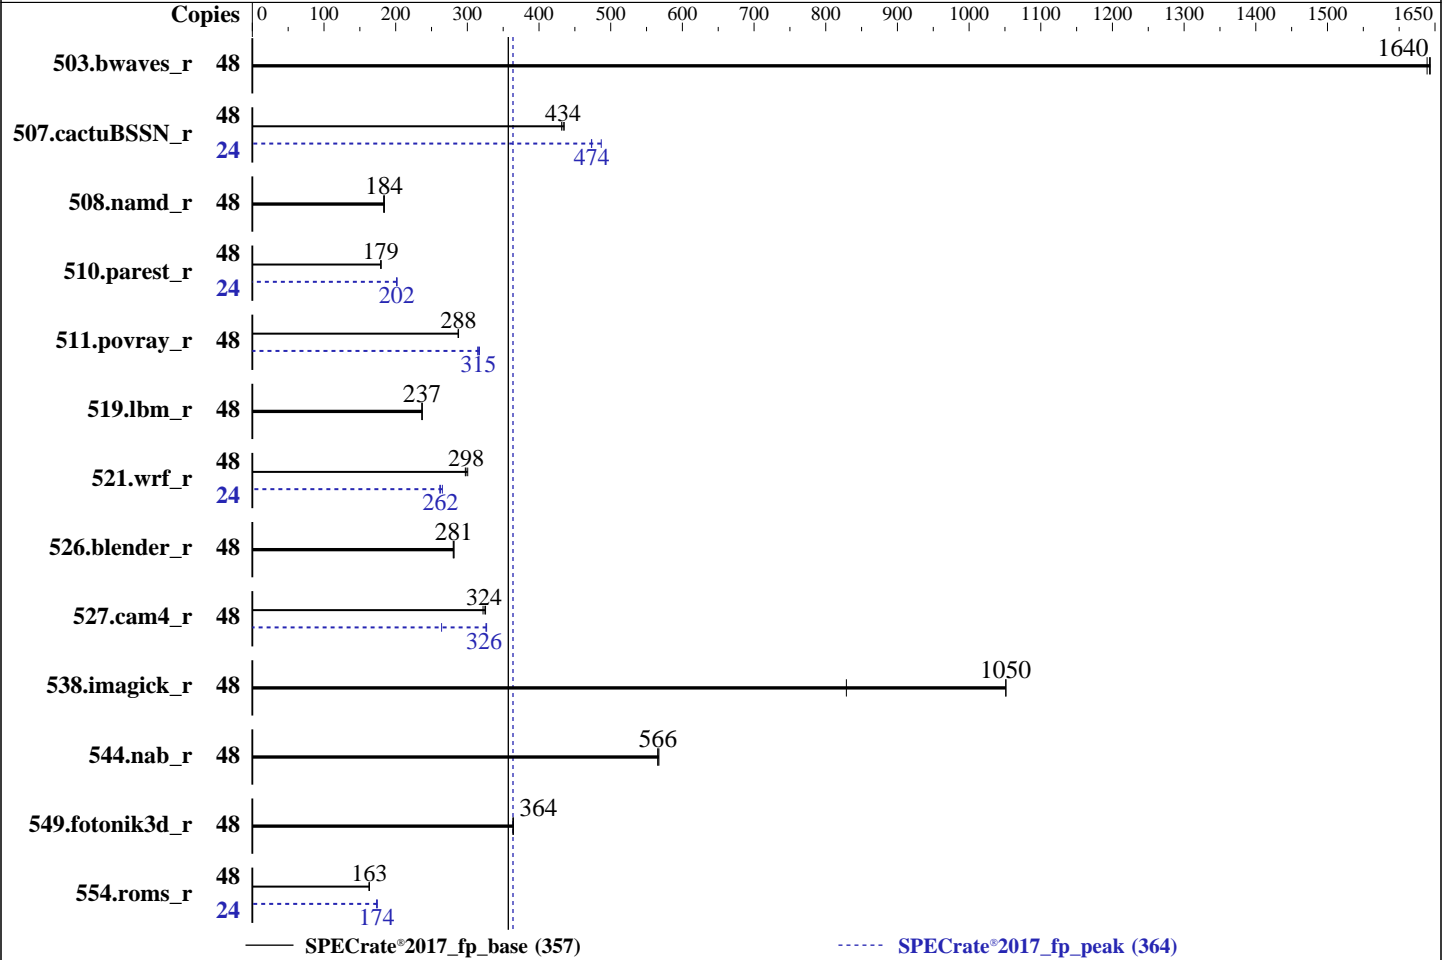 Copies 0 100 200 300 400 500 600 700 800 900 1000 1100 1200 1300 1400 1500 1650
503.bwaves_r 48 1640
507.cactuBSSN_r 48 434
24 474
508.namd_r 48 184
510.parest_r 48 179
24 202
511.povray_r 48 288
315
519.lbm_r 48 237
521.wrf_r 48 298
24 262
526.blender_r 48 281
527.cam4_r 48 324
326
538.imagick_r 48 1050
544.nab_r 48 566
549.fotonik3d_r 48 364
554.roms_r 48 163
24 174
SPECrate®2017_fp_base (357) SPECrate®2017_fp_peak (364)